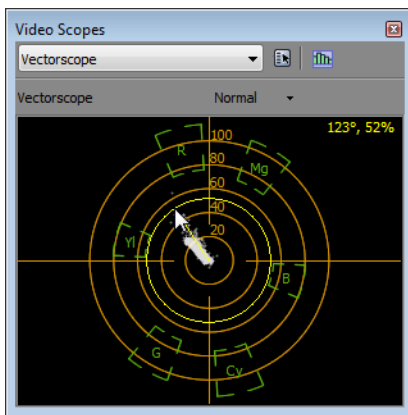 Video Scopes
Vectorscope
Vectorscope Normal
123°, 52%
100
R
80
Mg
60
40
20
Yl
B
G
Cy